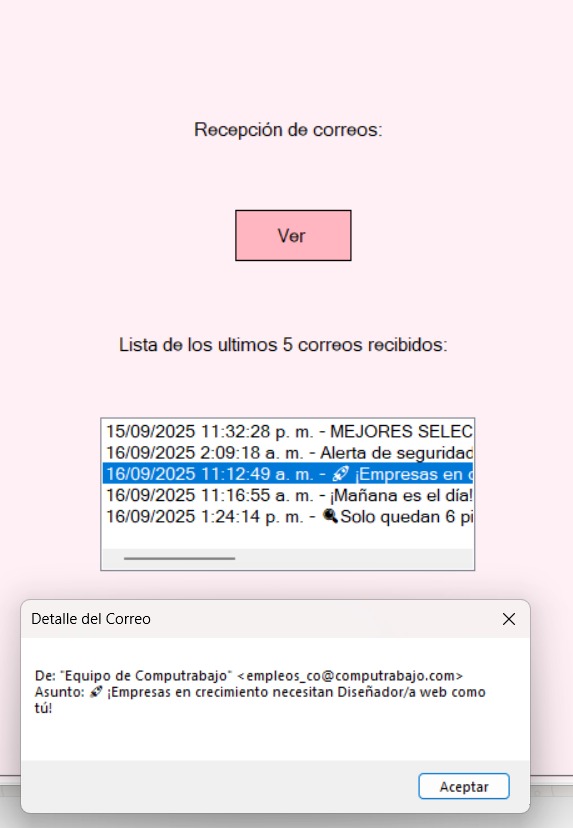 Recepción de correos:
Ver
Lista de los ultimos 5 correos recibidos:
15/09/2025 11:32:28 p. m. - MEJORES SELEC
16/09/2025 2:09:18 a. m. - Alerta de seguridad
16/09/2025 11:12:49 a. m. - 🚀 ¡Empresas en c
16/09/2025 11:16:55 a. m. - ¡Mañana es el día!
16/09/2025 1:24:14 p. m. - 🔍Solo quedan 6 pi
Detalle del Correo
De: "Equipo de Computrabajo" <empleos_co@computrabajo.com>
Asunto: 🚀 ¡Empresas en crecimiento necesitan Diseñador/a web como
tú!
Aceptar